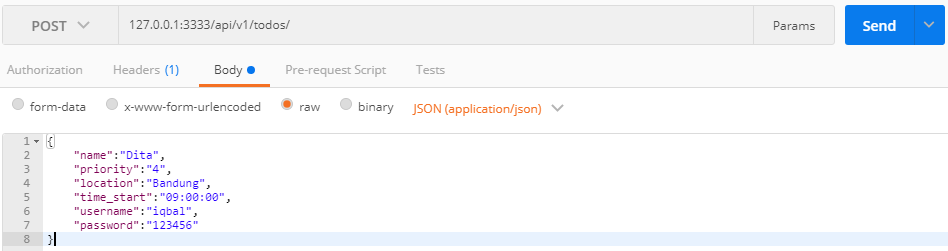 POST 127.0.0.1:3333/api/v1/todos/ Params Send
Authorization Headers (1) Body Pre-request Script Tests
form-data x-www-form-urlencoded raw binary JSON (application/json)
1 {
2 "name":"Dita",
3 "priority":"4",
4 "location":"Bandung",
5 "time_start":"09:00:00",
6 "username":"iqbal",
7 "password":"123456"
8 }